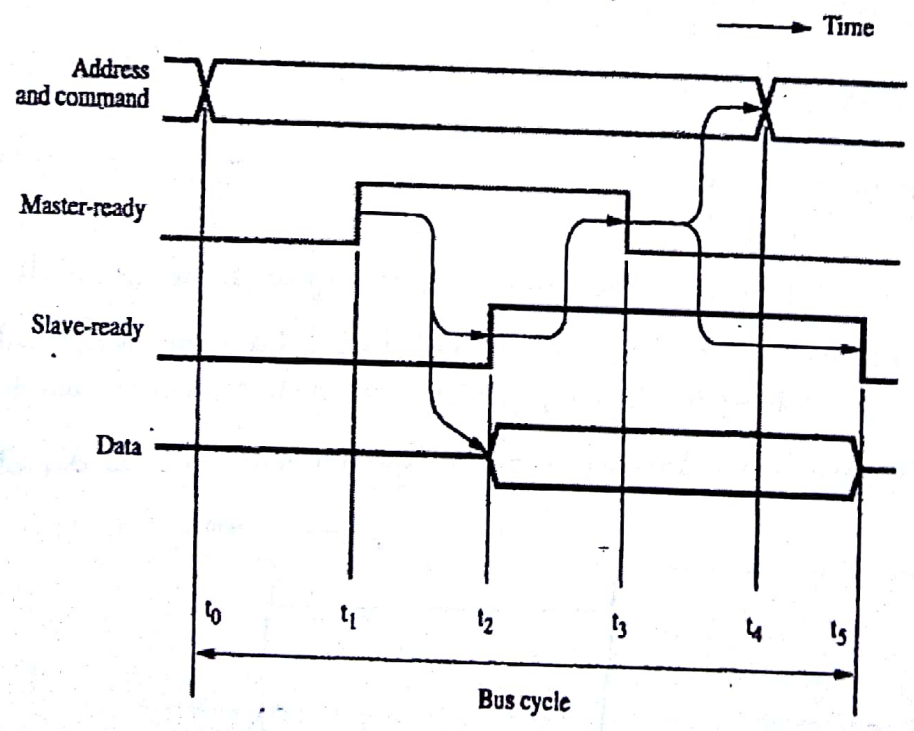 Time
Address
and command
Master-ready
Slave-ready
Data
t₀ t₁ t₂ t₃ t₄ t₅
Bus cycle